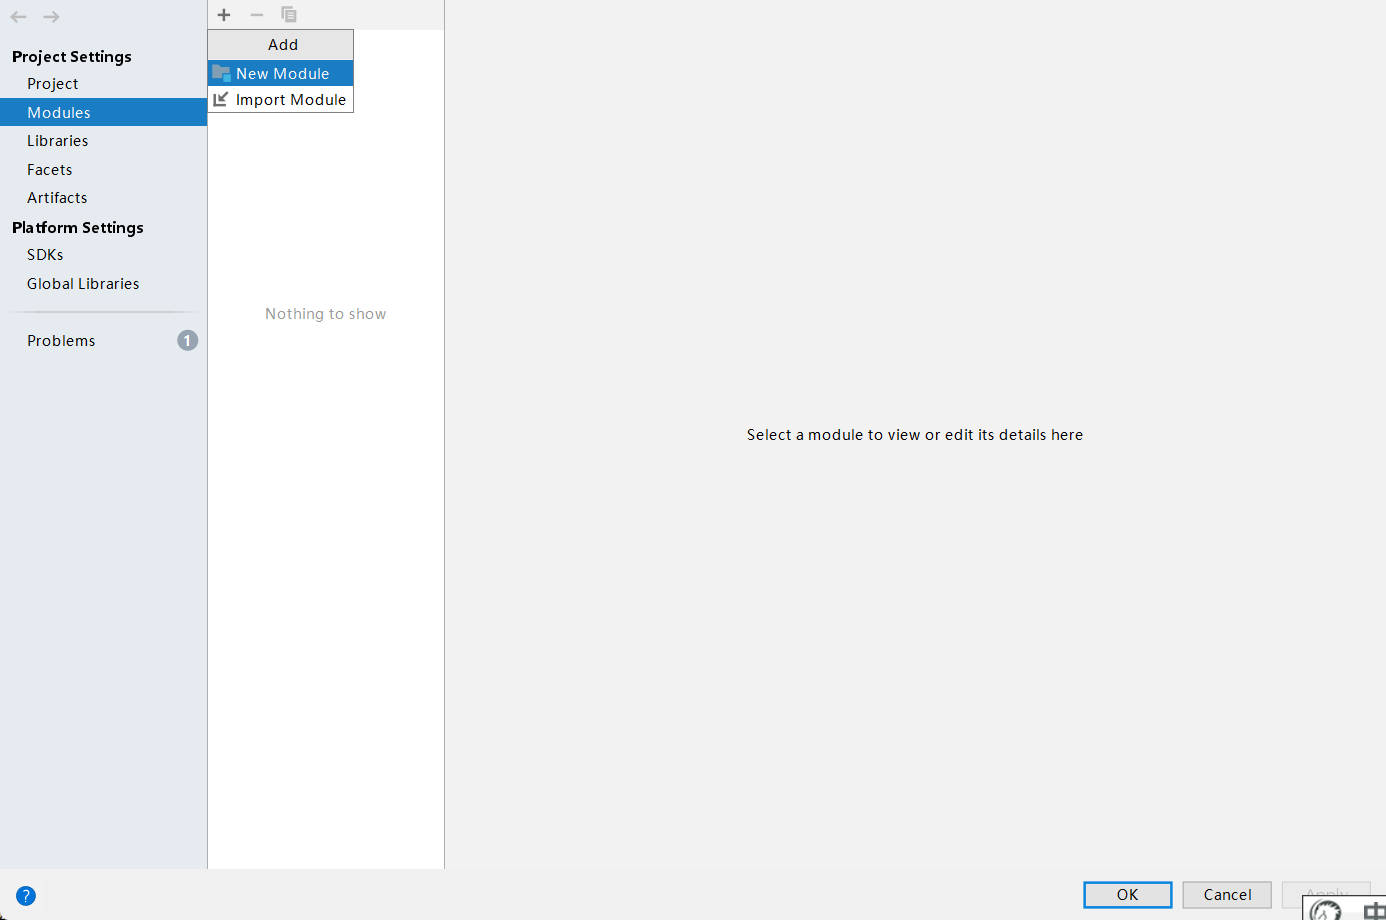 Project Settings
Project
Modules
Libraries
Facets
Artifacts
Platform Settings
SDKs
Global Libraries
Problems
1
Add
New Module
Import Module
Nothing to show
Select a module to view or edit its details here
?
OK
Cancel
Apply
中